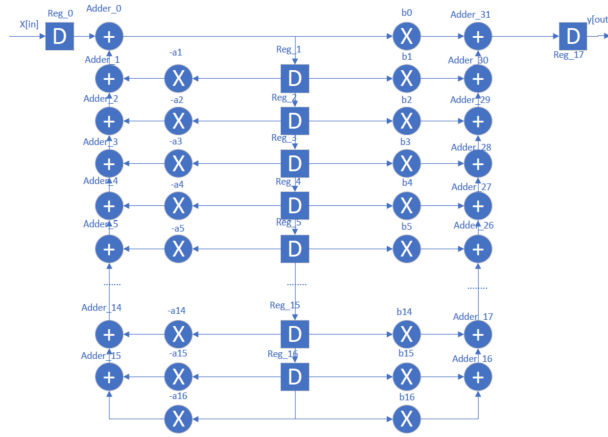 X[in]
Reg_0
Adder_0
b0
Adder_31
y[out]
D
+
X
+
D
Reg_17
Adder_1
-a1
Reg_1
b1
Adder_30
+
X
D
X
+
Adder_2
-a2
Reg_2
b2
Adder_29
+
X
D
X
+
Adder_3
-a3
Reg_3
b3
Adder_28
+
X
D
X
+
Adder_4
-a4
Reg_4
b4
Adder_27
+
X
D
X
+
Adder_5
-a5
Reg_5
b5
Adder_26
+
X
D
X
+
........
........
........
Adder_14
-a14
Reg_15
b14
Adder_17
+
X
D
X
+
Adder_15
-a15
Reg_16
b15
Adder_16
+
X
D
X
+
-a16
b16
X
X